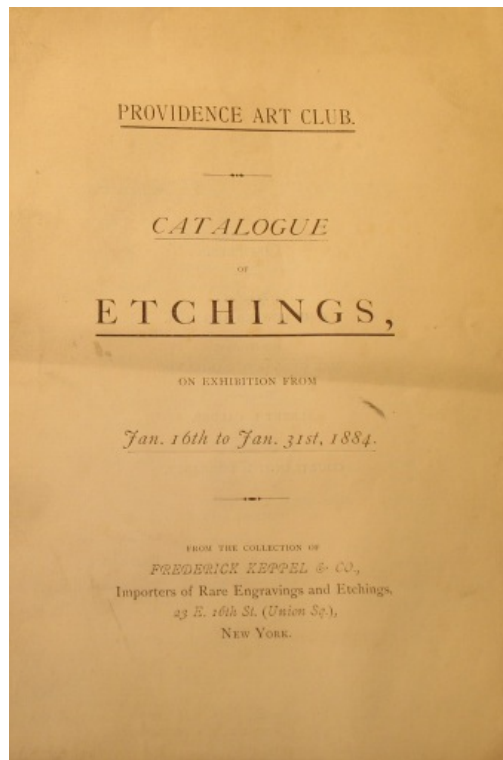 PROVIDENCE ART CLUB.
CATALOGUE
OF
ETCHINGS,
ON EXHIBITION FROM
Jan. 16th to Jan. 31st, 1884.
FROM THE COLLECTION OF
FREDERICK KEPPEL & CO.,
Importers of Rare Engravings and Etchings,
23 E. 16th St. (Union Sq.),
NEW YORK.